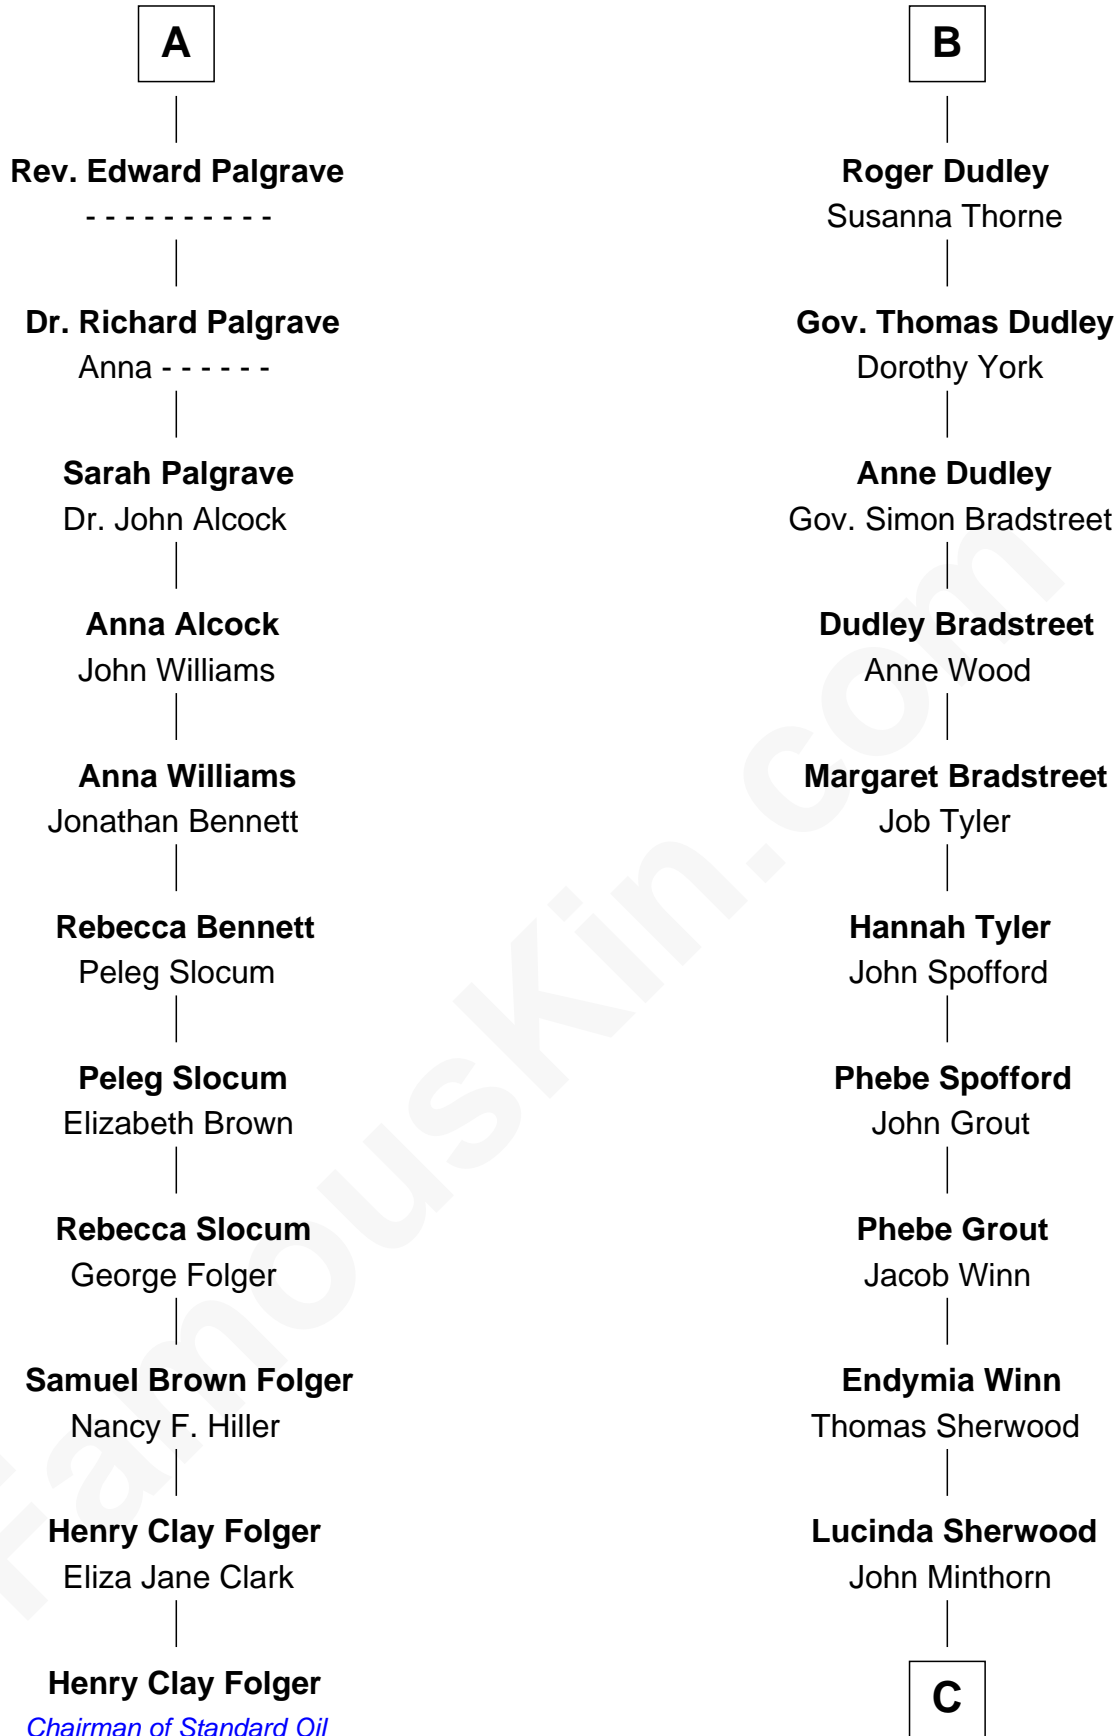 A
Rev. Edward Palgrave
- - - - - - - - - -
Dr. Richard Palgrave
Anna - - - - - -
Sarah Palgrave
Dr. John Alcock
Anna Alcock
John Williams
Anna Williams
Jonathan Bennett
Rebecca Bennett
Peleg Slocum
Peleg Slocum
Elizabeth Brown
Rebecca Slocum
George Folger
Samuel Brown Folger
Nancy F. Hiller
Henry Clay Folger
Eliza Jane Clark
Henry Clay Folger
Chairman of Standard Oil
B
Roger Dudley
Susanna Thorne
Gov. Thomas Dudley
Dorothy York
Anne Dudley
Gov. Simon Bradstreet
Dudley Bradstreet
Anne Wood
Margaret Bradstreet
Job Tyler
Hannah Tyler
John Spofford
Phebe Spofford
John Grout
Phebe Grout
Jacob Winn
Endymia Winn
Thomas Sherwood
Lucinda Sherwood
John Minthorn
C
FamousKin.com